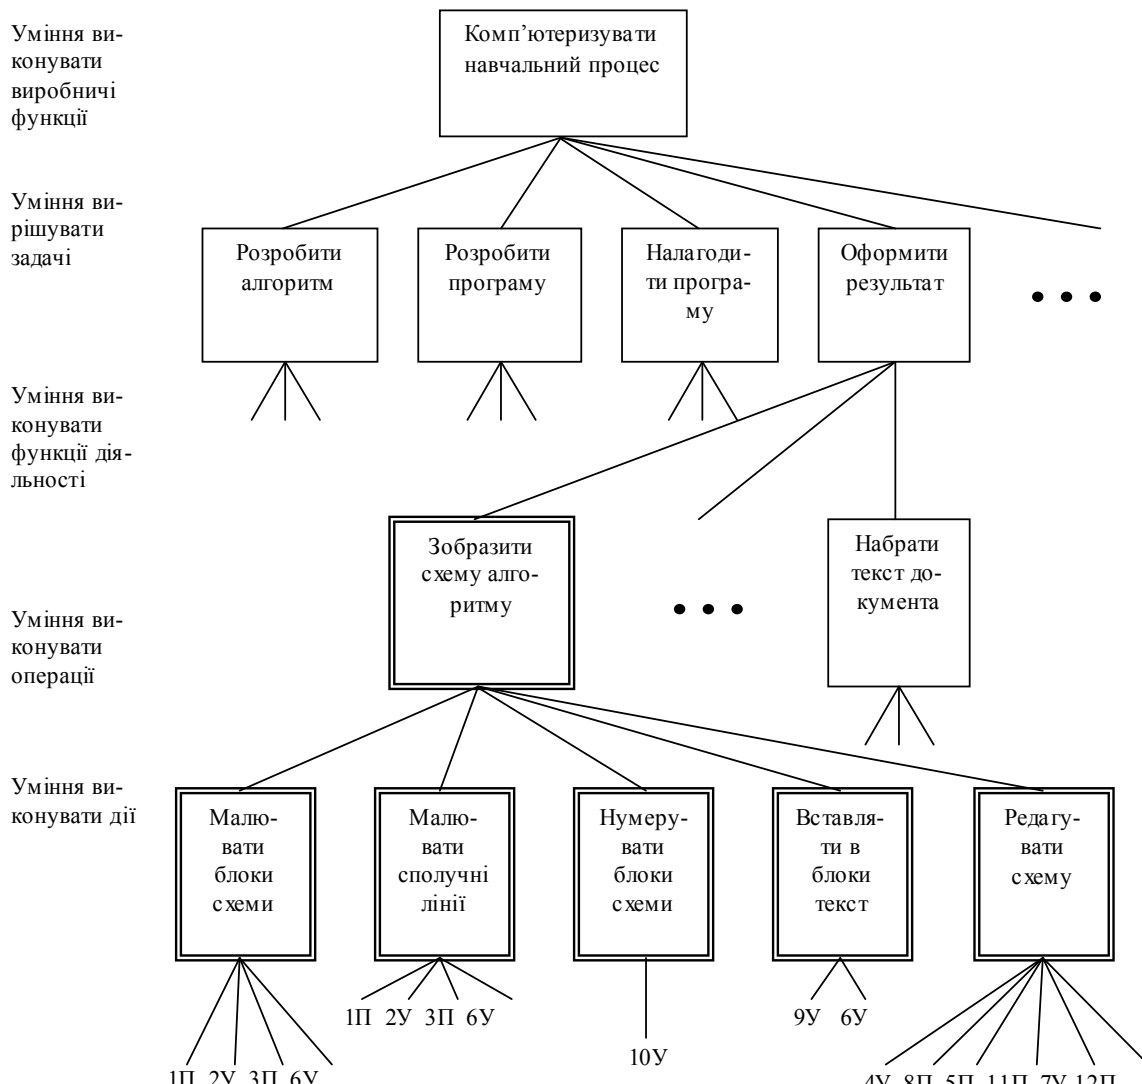 Уміння ви-
конувати
виробничі
функції
Комп’ютеризувати
навчальний процес
Уміння ви-
рішувати
задачі
Розробити
алгоритм
Розробити
програму
Налагоди-
ти програ-
му
Оформити
результат
Уміння ви-
конувати
функції дія-
льності
Зобразити
схему алго-
ритму
Набрати
текст до-
кумента
Уміння ви-
конувати
операції
Уміння ви-
конувати дії
Малю-
вати
блоки
схеми
Малю-
вати
сполучні
лінії
Нумеру-
вати
блоки
схеми
Вставля-
ти в
блоки
текст
Редагу-
вати
схему
1П 2У 3П 6У
1П 2У 3П 6У
10У
9У 6У
4У 8П 5П 11П 7У 12П